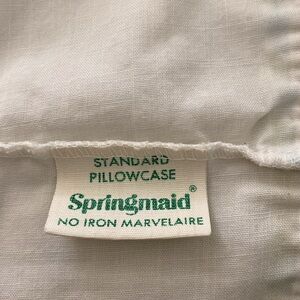 STANDARD
PILLOWCASE
Springmaid®
NO IRON MARVELAIRE